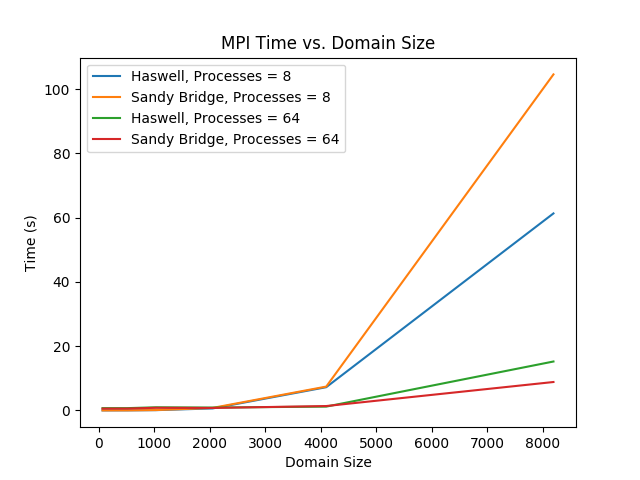 MPI Time vs. Domain Size
Haswell, Processes = 8
Sandy Bridge, Processes = 8
Haswell, Processes = 64
Sandy Bridge, Processes = 64
100
80
60
40
20
0
Time (s)
0 1000 2000 3000 4000 5000 6000 7000 8000
Domain Size